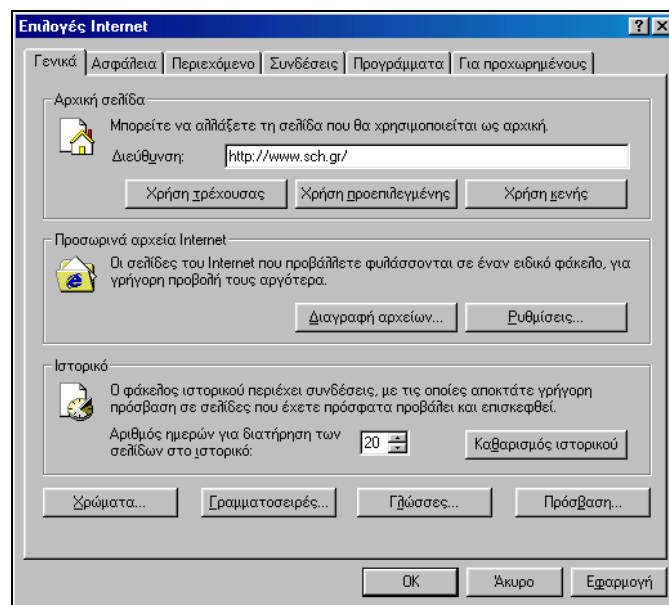 Επιλογές Internet
Γενικά Ασφάλεια Περιεχόμενο Συνδέσεις Προγράμματα Για προχωρημένους
Αρχική σελίδα
Μπορείτε να αλλάξετε τη σελίδα που θα χρησιμοποιείται ως αρχική.
Διεύθυνση: http://www.sch.gr/
Χρήση τρέχουσας Χρήση προεπιλεγμένης Χρήση κενής
Προσωρινά αρχεία Internet
Οι σελίδες του Internet που προβάλλετε φυλάσσονται σε έναν ειδικό φάκελο, για
γρήγορη προβολή τους αργότερα.
Διαγραφή αρχείων... Ρυθμίσεις...
Ιστορικό
Ο φάκελος ιστορικού περιέχει συνδέσεις, με τις οποίες αποκτάτε γρήγορη
πρόσβαση σε σελίδες που έχετε πρόσφατα προβάλει και επισκεφθεί.
Αριθμός ημερών για διατήρηση των
σελίδων στο ιστορικό: 20 Καθαρισμός ιστορικού
Χρώματα... Γραμματοσειρές... Γλώσσες... Πρόσβαση...
OK Άκυρο Εφαρμογή